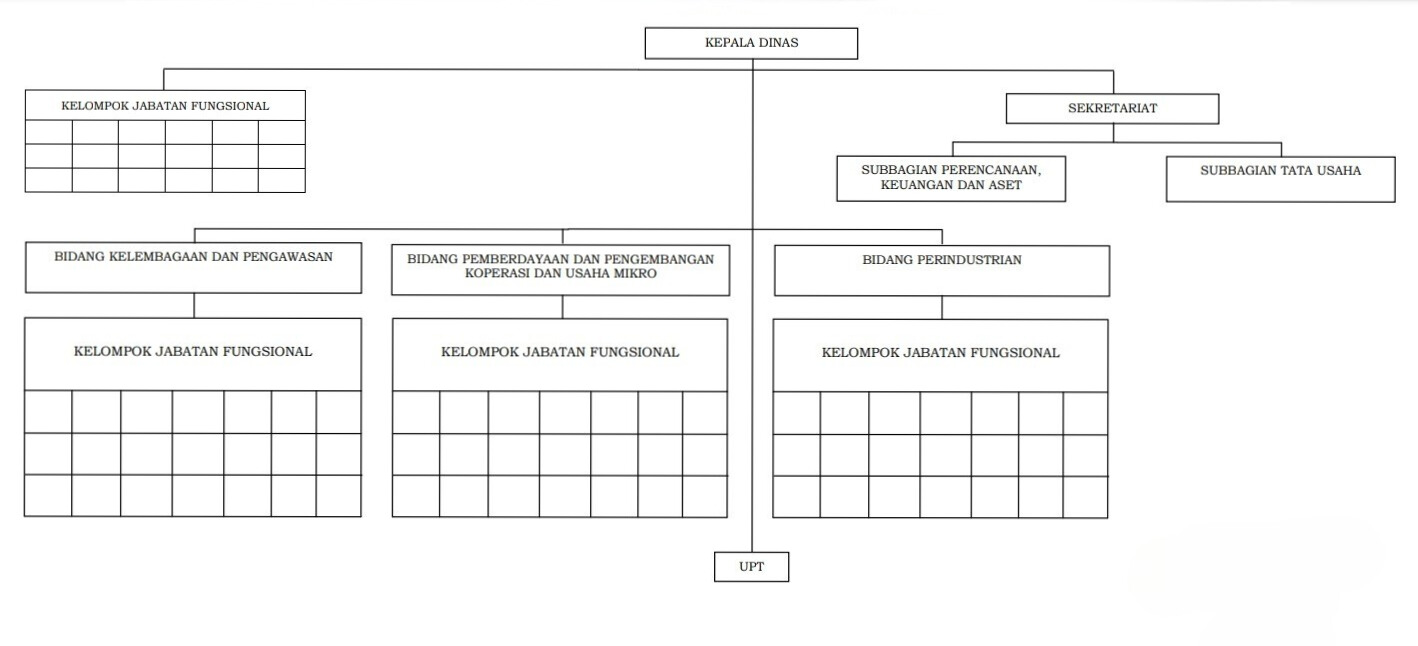 KEPALA DINAS
KELOMPOK JABATAN FUNGSIONAL
SEKRETARIAT
SUBBAGIAN PERENCANAAN,
KEUANGAN DAN ASET
SUBBAGIAN TATA USAHA
BIDANG KELEMBAGAAN DAN PENGAWASAN
BIDANG PEMBERDAYAAN DAN PENGEMBANGAN
KOPERASI DAN USAHA MIKRO
BIDANG PERINDUSTRIAN
KELOMPOK JABATAN FUNGSIONAL
KELOMPOK JABATAN FUNGSIONAL
KELOMPOK JABATAN FUNGSIONAL
UPT